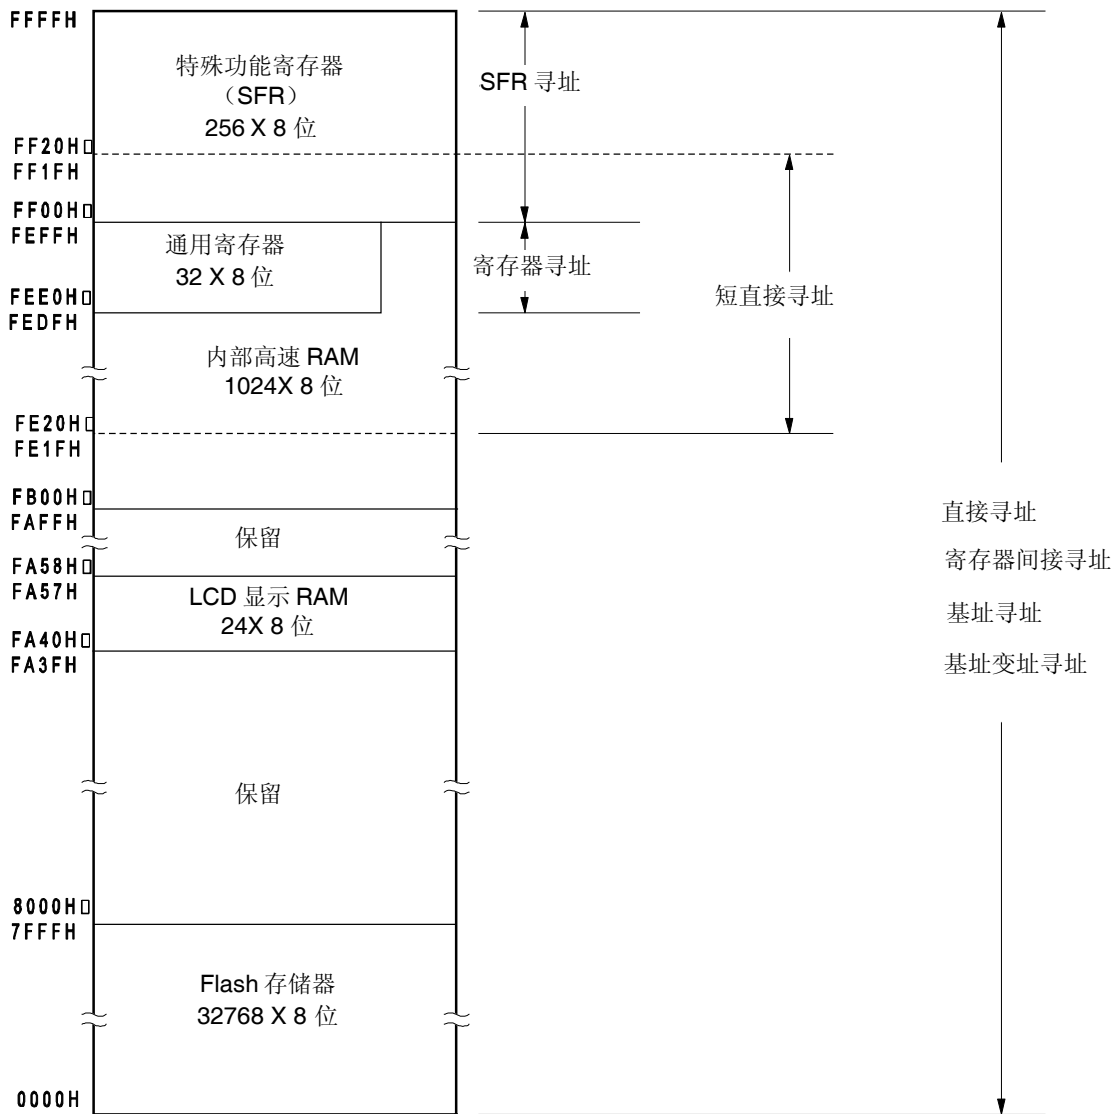 FFFFH
特殊功能寄存器
（SFR）
256 X 8 位
SFR 寻址
FF20H
FF1FH
FF00H
FEFFH
通用寄存器
32 X 8 位
寄存器寻址
短直接寻址
FEE0H
FEDFH
内部高速 RAM
1024X 8 位
FE20H
FE1FH
FB00H
FAFFH
保留
直接寻址
寄存器间接寻址
基址寻址
基址变址寻址
FA58H
FA57H
LCD 显示 RAM
24X 8 位
FA40H
FA3FH
保留
8000H
7FFFH
Flash 存储器
32768 X 8 位
0000H